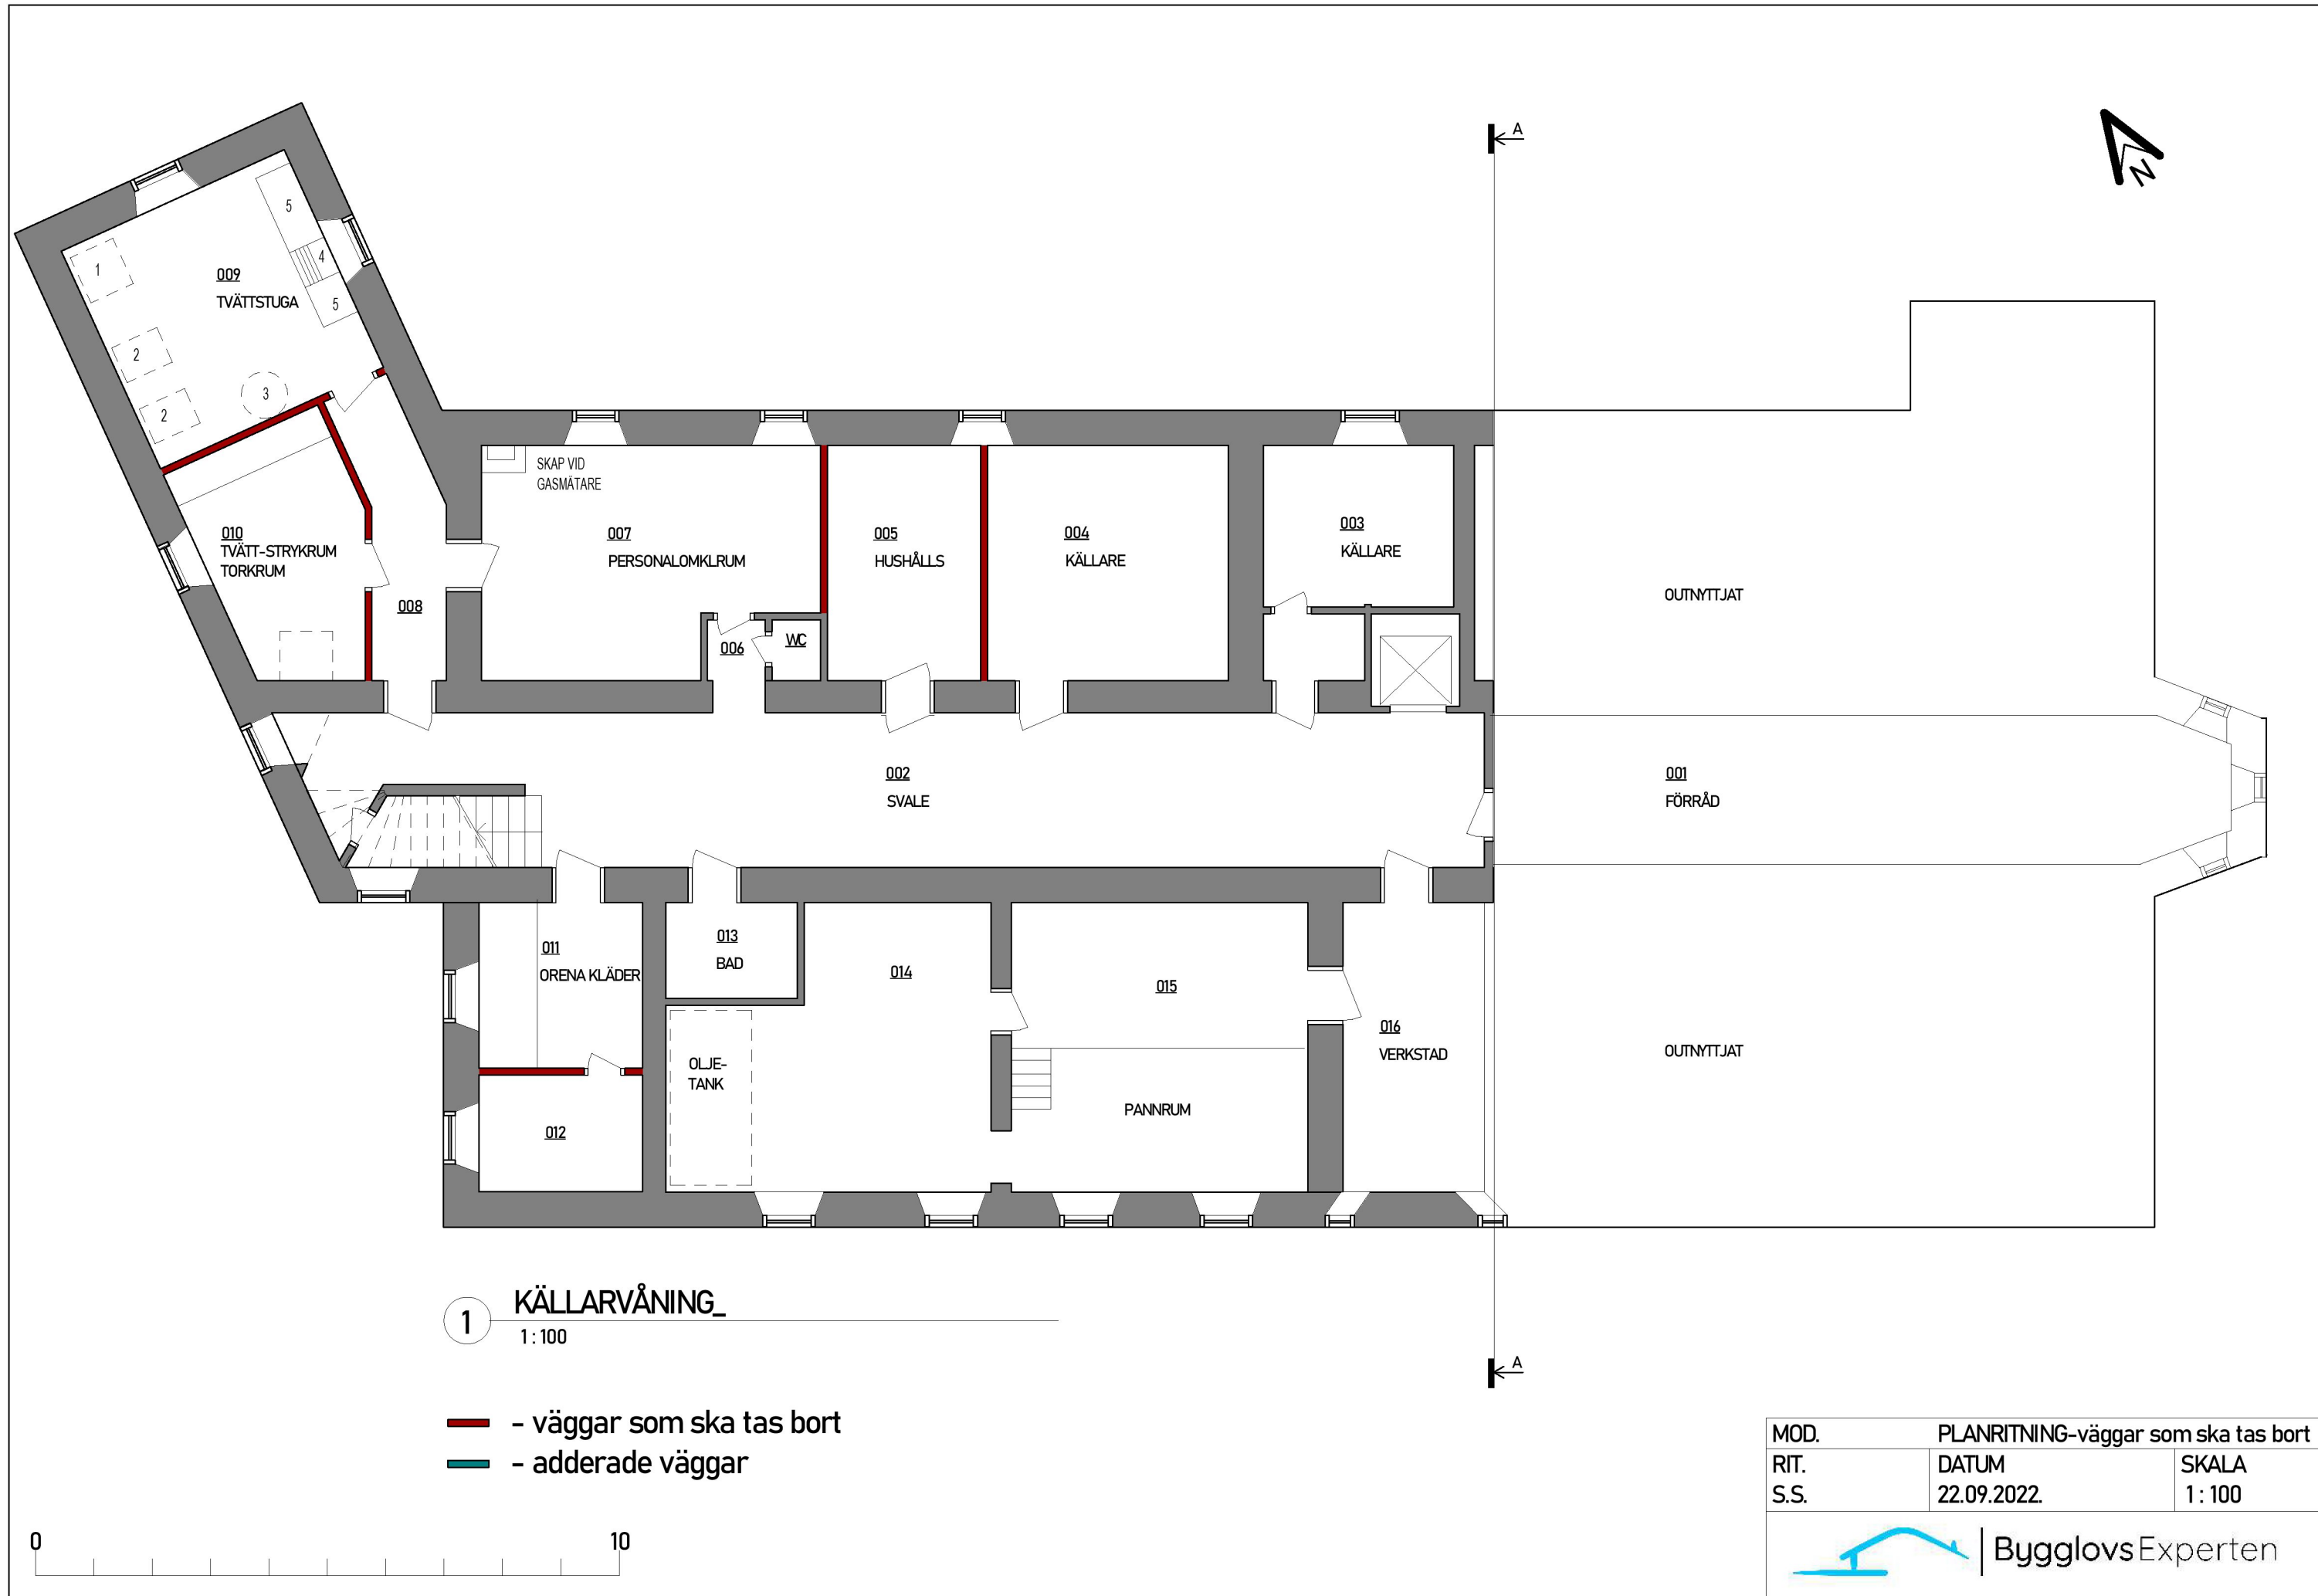 A
N
5
4
5
1
009
TVÄTTSTUGA
2
2
3
SKAP VID
GASMÄTARE
010
TVÄTT-STRYKRUM
TORKRUM
007
PERSONALOMKLRUM
005
HUSHÅLLS
004
KÄLLARE
003
KÄLLARE
OUTNYTTJAT
008
006
WC
002
SVALE
001
FÖRRÅD
011
ORENA KLÄDER
013
BAD
014
015
016
VERKSTAD
OUTNYTTJAT
OLJE-
TANK
PANNRUM
012
1
KÄLLARVÅNING_
1 : 100
A
- väggar som ska tas bort
- adderade väggar
0 10
MOD. PLANRITNING-väggar som ska tas bort
RIT. DATUM SKALA
S.S. 22.09.2022. 1 : 100
ByggloVsExperten